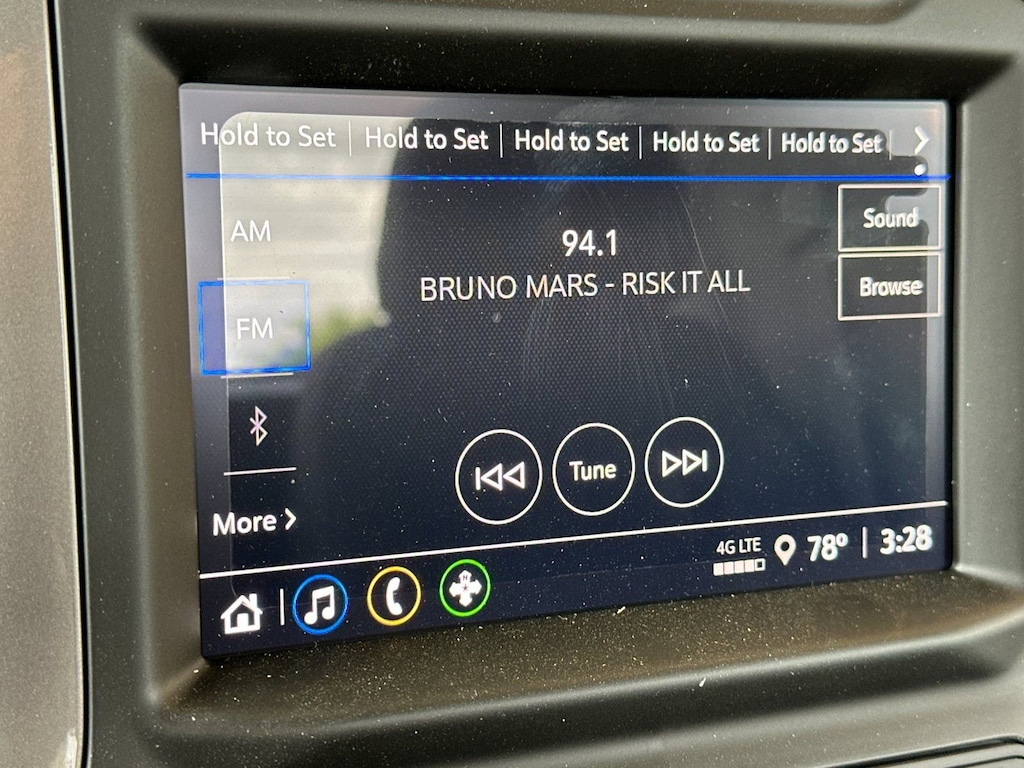 Hold to Set | Hold to Set | Hold to Set | Hold to Set | Hold to Set
Sound
AM
94.1
BRUNO MARS - RISK IT ALL
Browse
FM
Tune
More
4G LTE
78° | 3:28